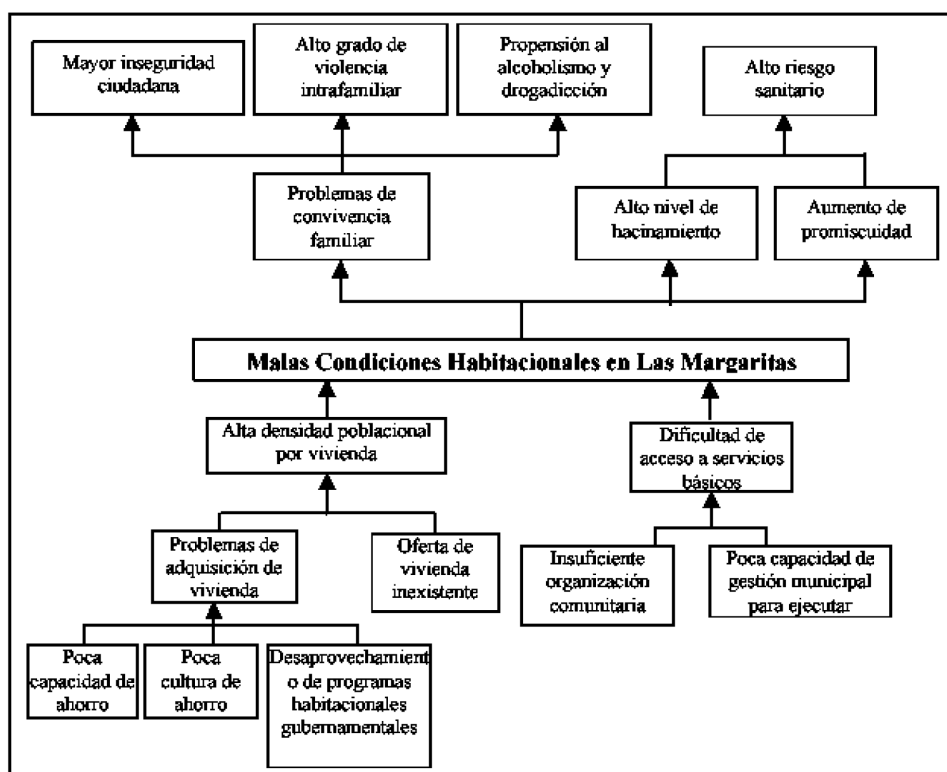 Mayor inseguridad
ciudadana
Alto grado de
violencia
intrafamiliar
Propensión al
alcoholismo y
drogadicción
Alto riesgo
sanitario
Problemas de
convivencia
familiar
Alto nivel de
hacinamiento
Aumento de
promiscuidad
Malas Condiciones Habitacionales en Las Margaritas
Alta densidad poblacional
por vivienda
Dificultad de
acceso a servicios
básicos
Problemas de
adquisición de
vivienda
Oferta de
vivienda
inexistente
Insuficiente
organización
comunitaria
Poca capacidad de
gestión municipal
para ejecutar
Poca
capacidad de
ahorro
Poca
cultura de
ahorro
Desaprovechamient
o de programas
habitacionales
gubernamentales